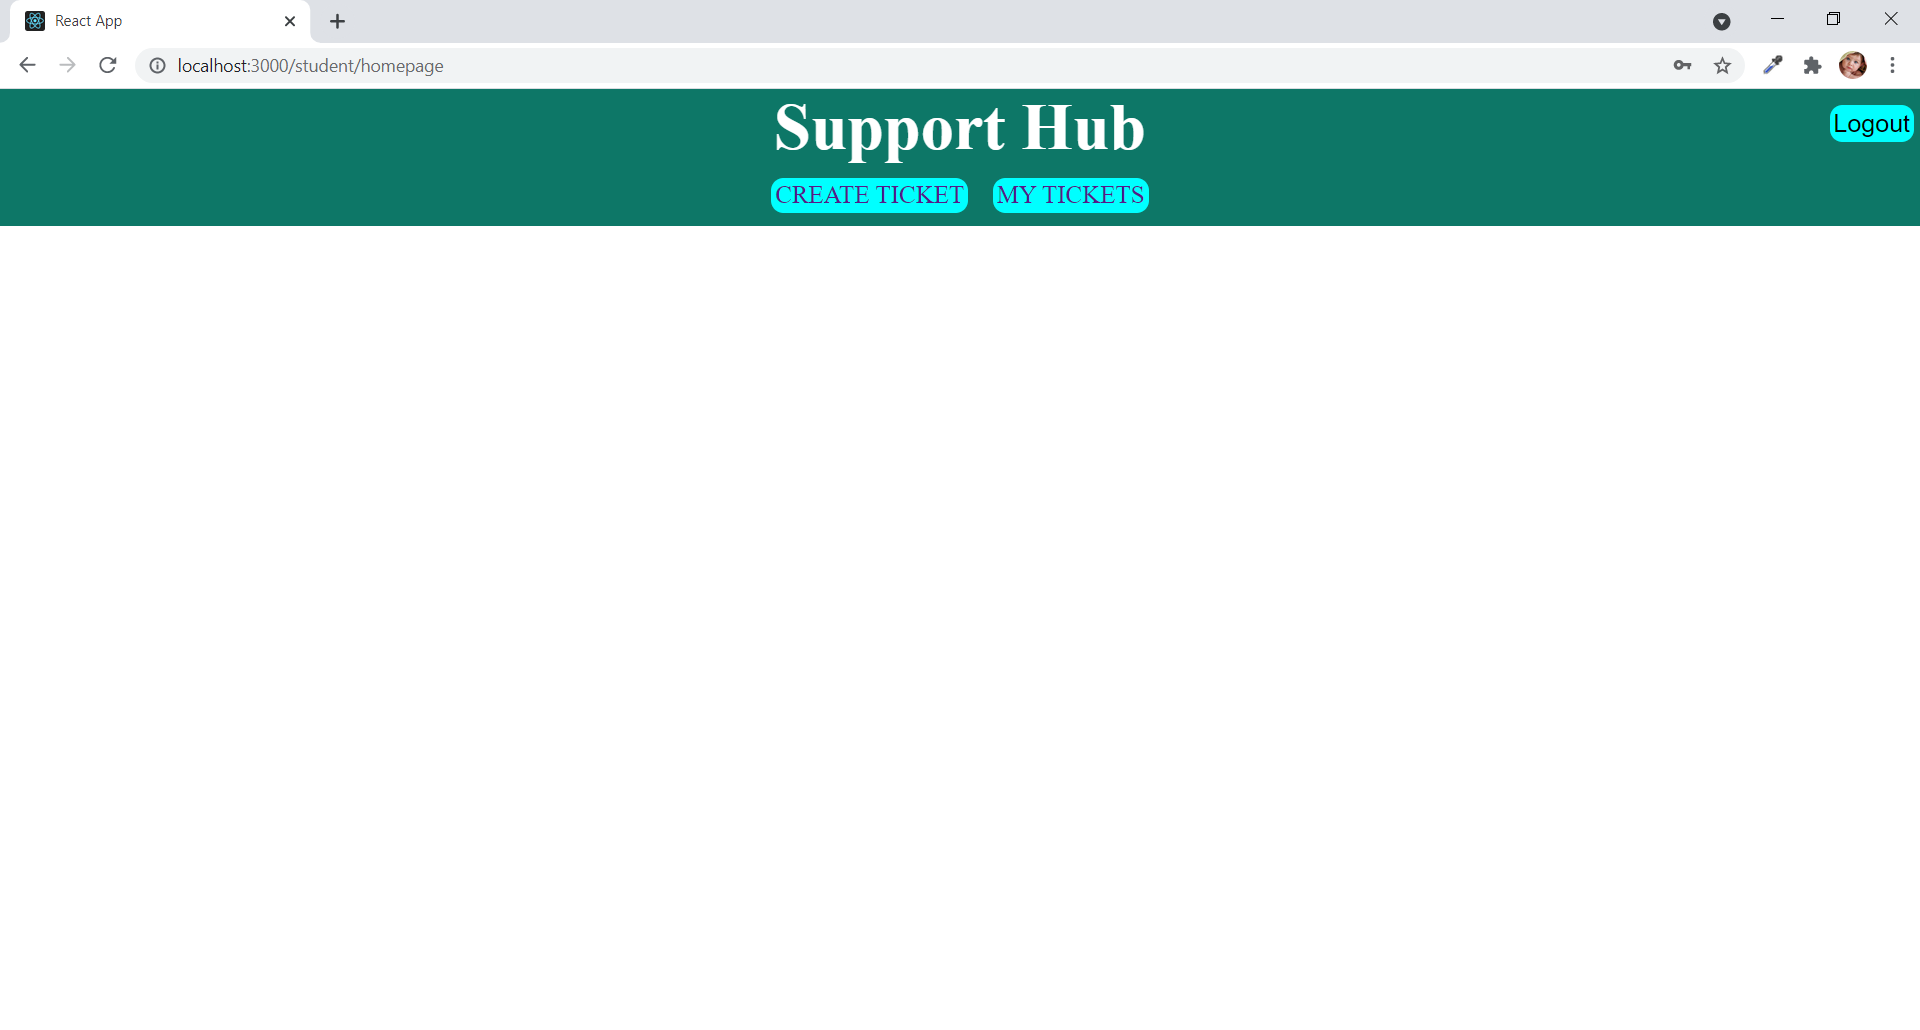 React App
localhost:3000/student/homepage
Support Hub
Logout
CREATE TICKET MY TICKETS